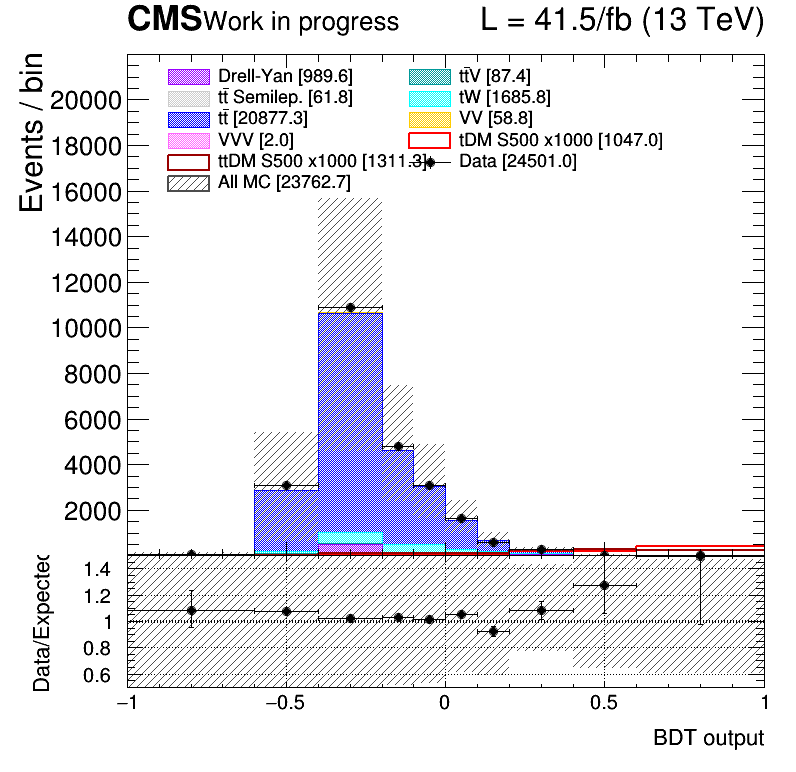 CMS Work in progress L = 41.5/fb (13 TeV)
Events / bin
Drell-Yan [989.6] tt̄V [87.4]
tt̄ Semilep. [61.8] tW [1685.8]
tt̄ [20877.3] VV [58.8]
VVV [2.0] tDM S500 x1000 [1047.0]
ttDM S500 x1000 [1311.3] Data [24501.0]
All MC [23762.7]
20000
18000
16000
14000
12000
10000
8000
6000
4000
2000
Data/Expected
1.4
1.2
1
0.8
0.6
−1 −0.5 0 0.5 1
BDT output